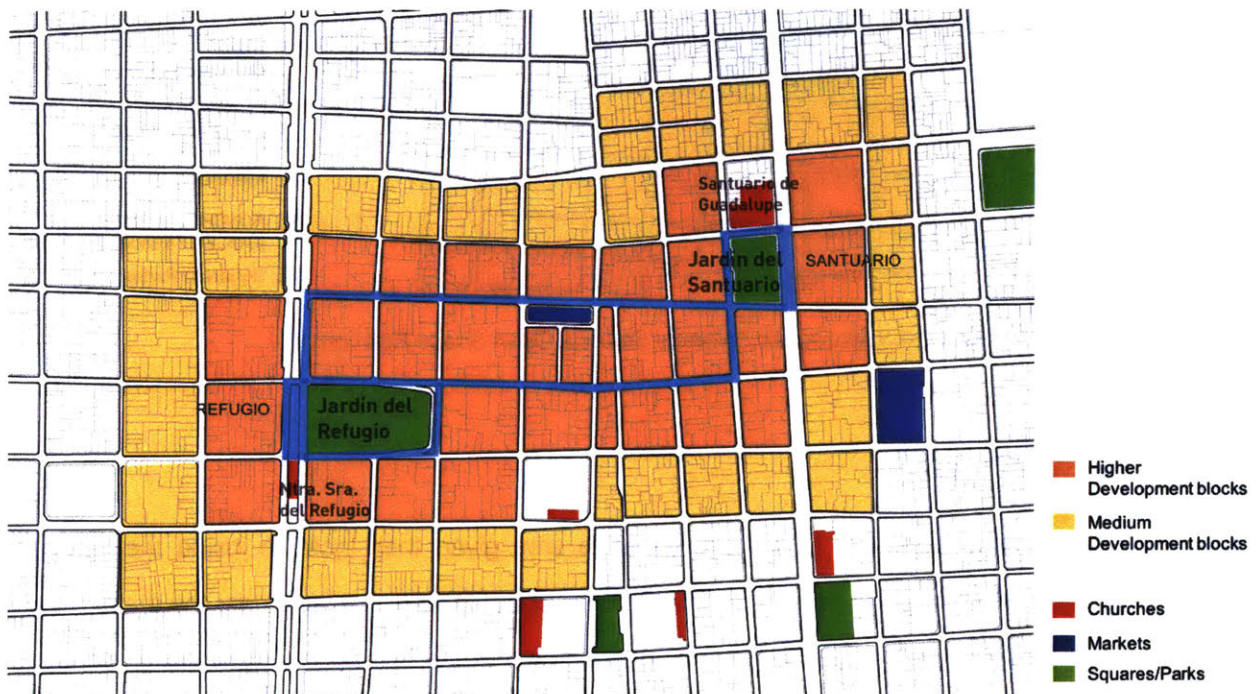 Santuario de
Guadalupe
Jardín del
Santuario
SANTUARIO
REFUGIO
Jardín del
Refugio
Ntra. Sra.
del Refugio
Higher
Development blocks
Medium
Development blocks
Churches
Markets
Squares/Parks